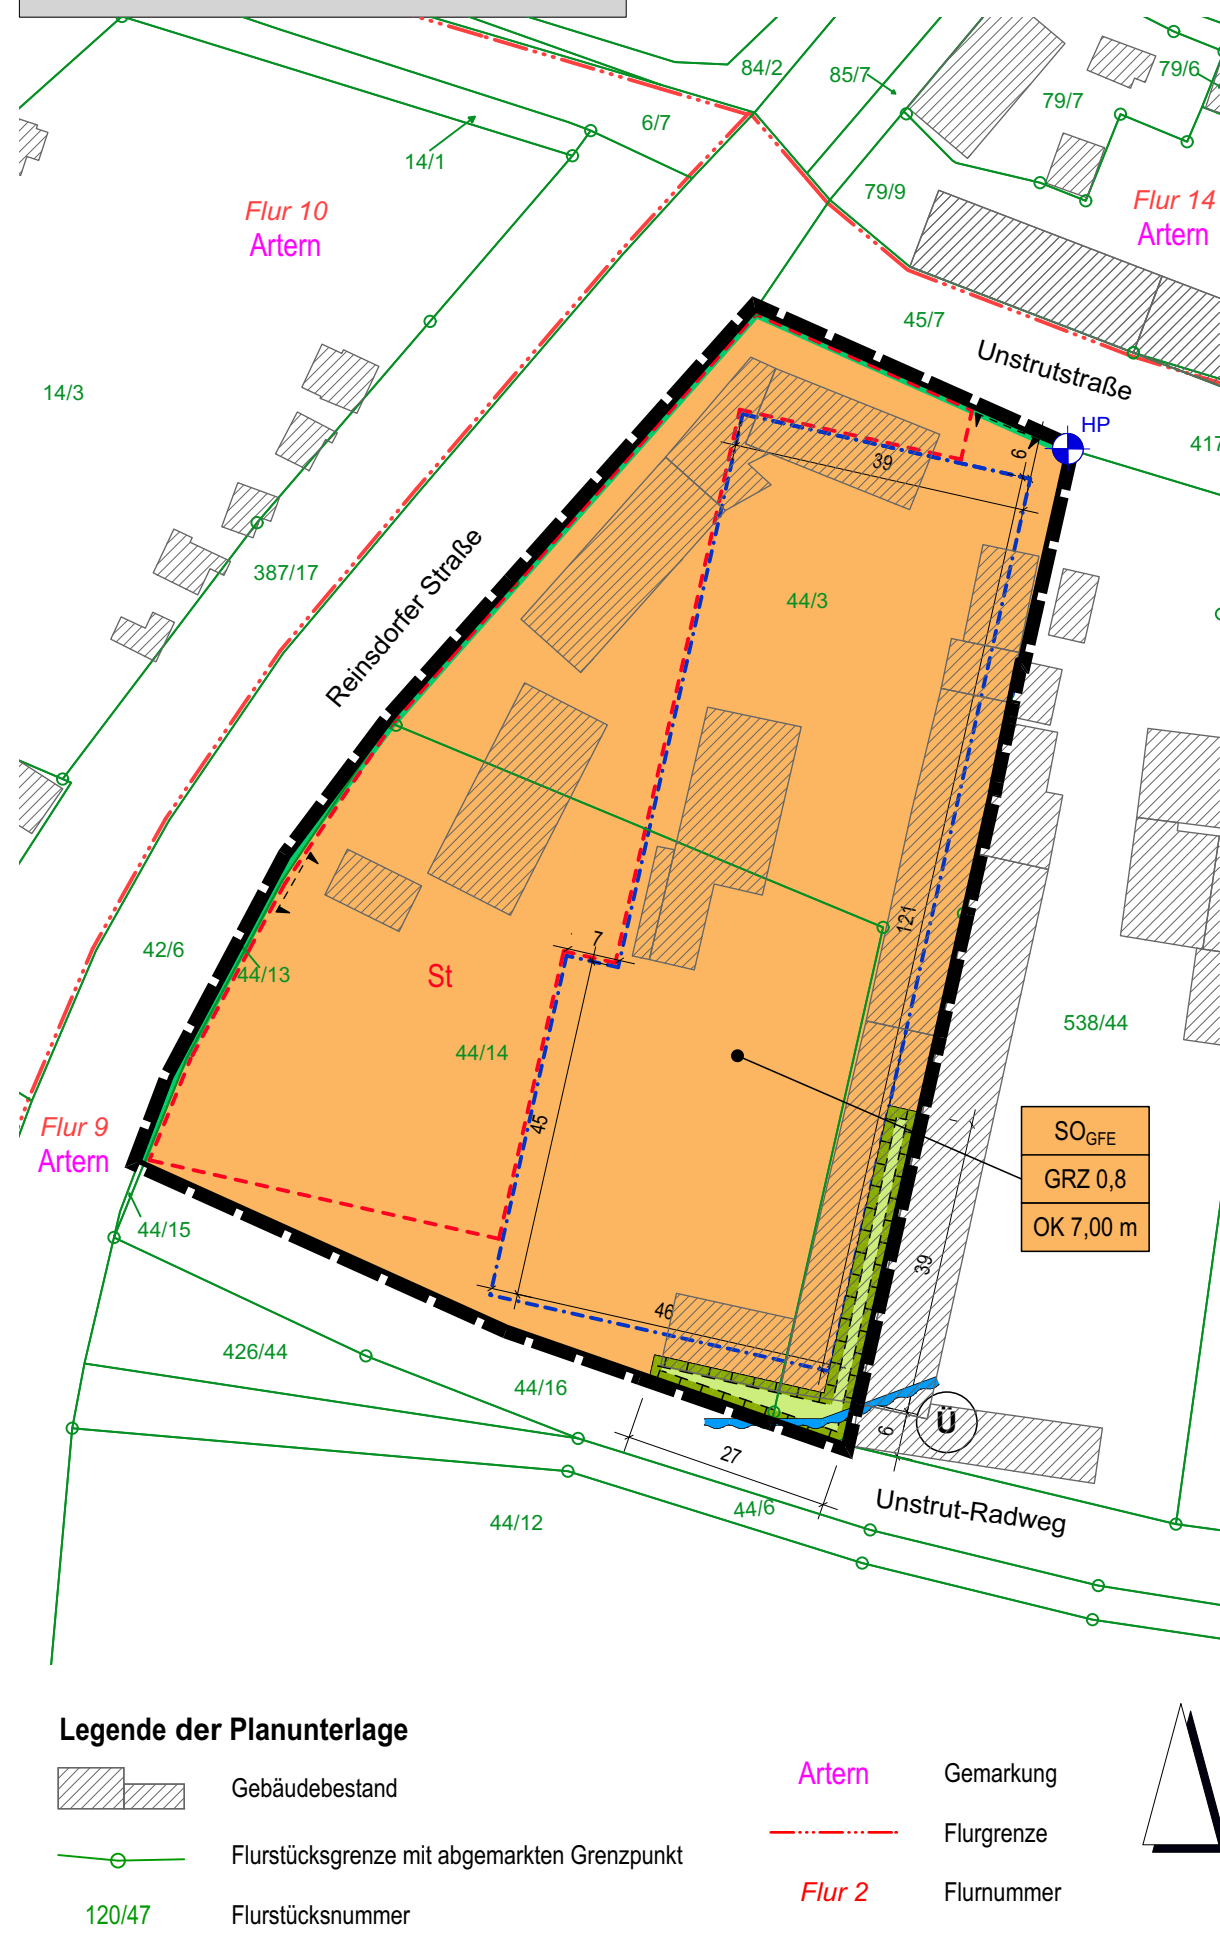 84/2
85/7
79/6
79/7
6/7
14/1
79/9
Flur 10
Artern
Flur 14
Artern
45/7
Unstrutstraße
14/3
HP
417
6
39
387/17
Reinsdorfer Straße
44/3
121
42/6
44/13
7
St
538/44
44/14
45
SO GFE
GRZ 0,8
OK 7,00 m
Flur 9
Artern
44/15
39
46
426/44
44/16
Ü
6
27
44/6
Unstrut-Radweg
44/12
Legende der Planunterlage
Gebäudebestand
Flurstücksgrenze mit abgemarkten Grenzpunkt
120/47 Flurstücksnummer
Artern Gemarkung
Flurgrenze
Flur 2 Flurnummer